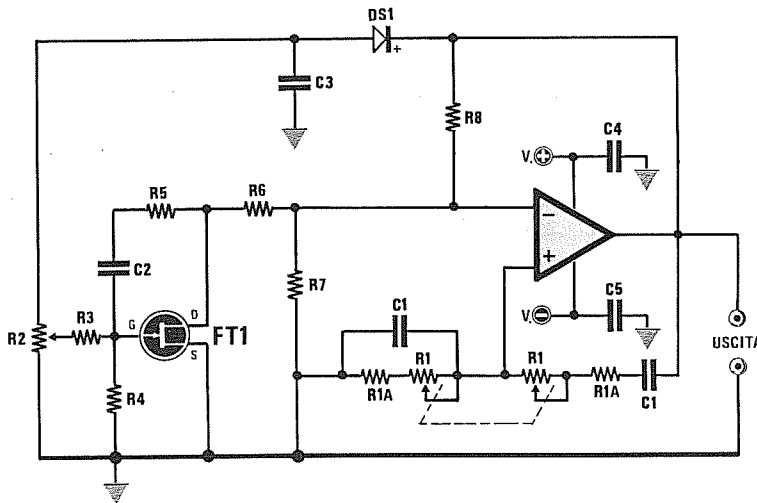 DS1
+
C3
R8
C4
V.
+
R5
R6
C2
−
+
R7
R3
G
D
S
FT1
R2
C1
V.
−
C5
USCITA
R4
R1
R1
R1A
R1A
C1